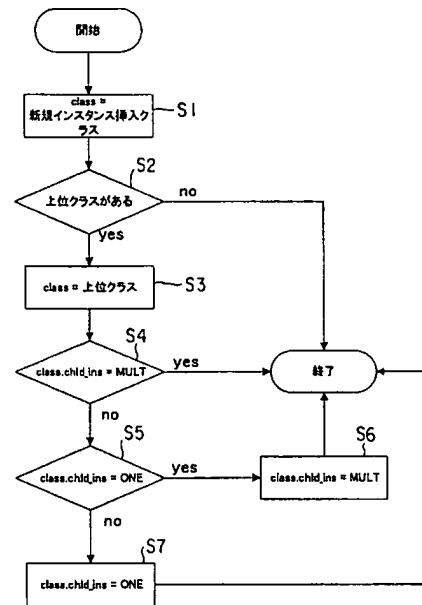 開始
class =
新規インスタンス挿入ク
ラス
S1
S2
上位クラスがある
no
yes
class = 上位クラス
S3
S4
class.chld_ins = MULT
yes
終了
no
S5
class.chld_ins = ONE
yes
S6
class.chld_ins = MULT
no
S7
class.chld_ins = ONE